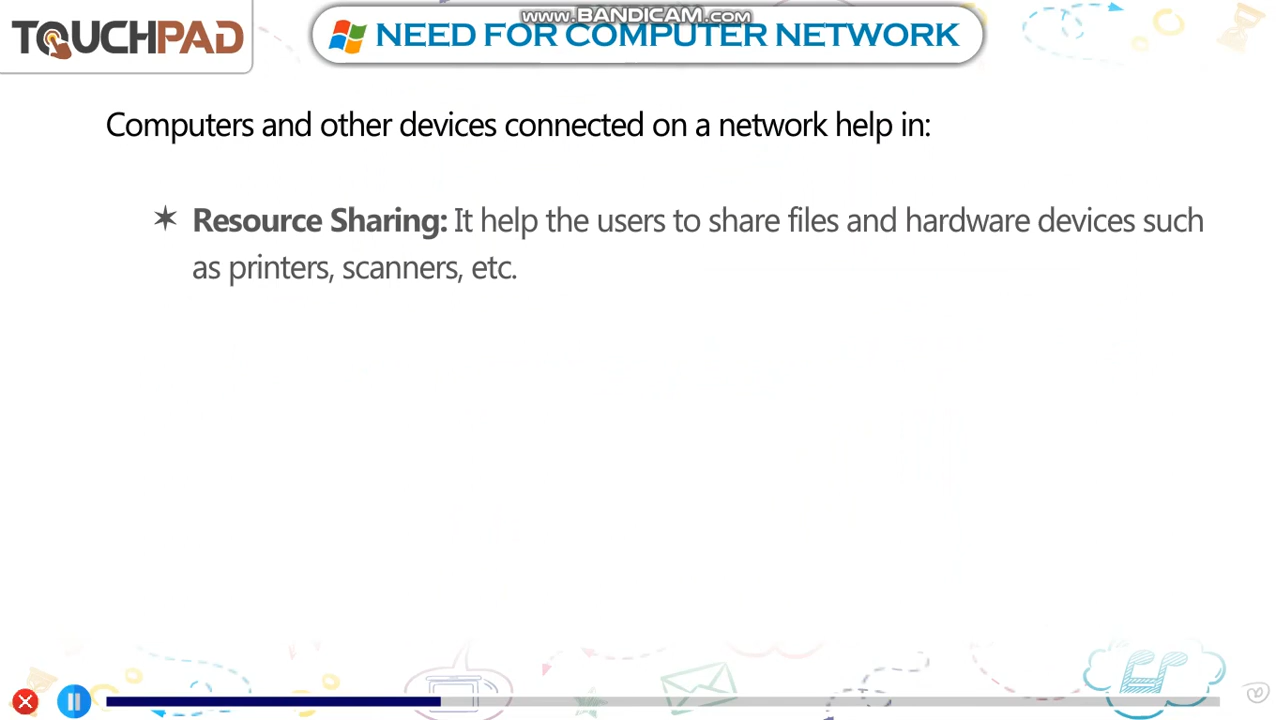 www.BANDICAM.com
TOUCHPAD
NEED FOR COMPUTER NETWORK
Computers and other devices connected on a network help in:
✶ Resource Sharing: It help the users to share files and hardware devices such
as printers, scanners, etc.